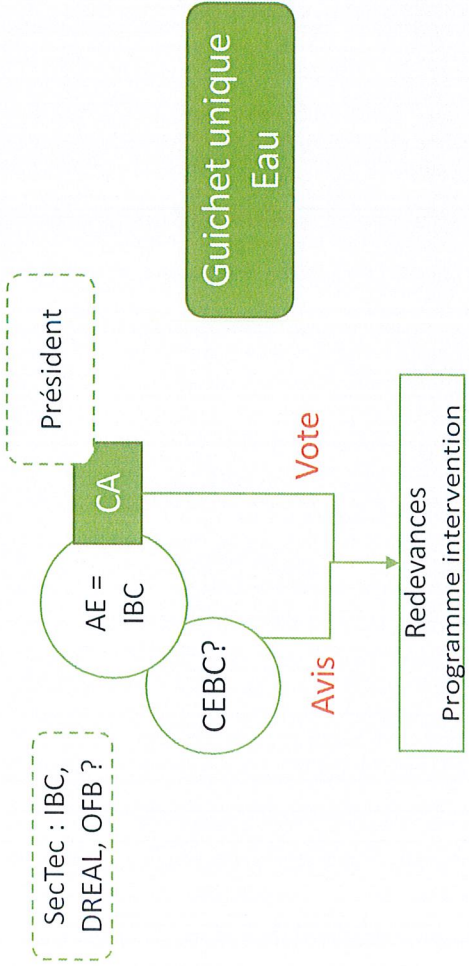 SecTec : IBC,
DREAL, OFB ?
Président
AE =
IBC
CA
CEBC?
Avis
Vote
Redevances
Programme intervention
Guichet unique
Eau